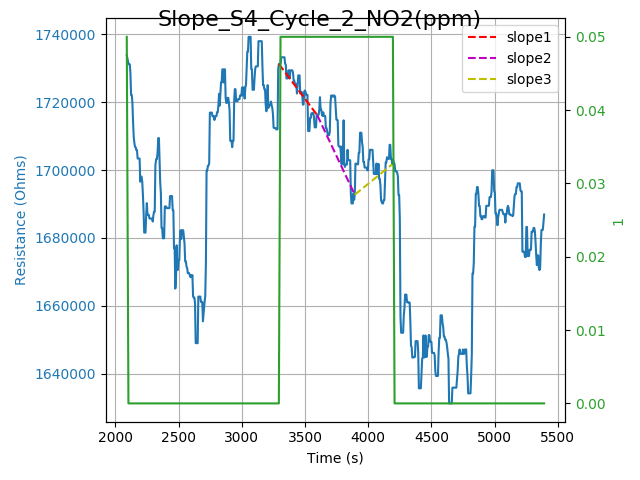 Slope_S4_Cycle_2_NO2(ppm)
slope1
slope2
slope3
Resistance (Ohms)
1740000
1720000
1700000
1680000
1660000
1640000
0.05
0.04
0.03
0.02
0.01
0.00
1
2000 2500 3000 3500 4000 4500 5000 5500
Time (s)